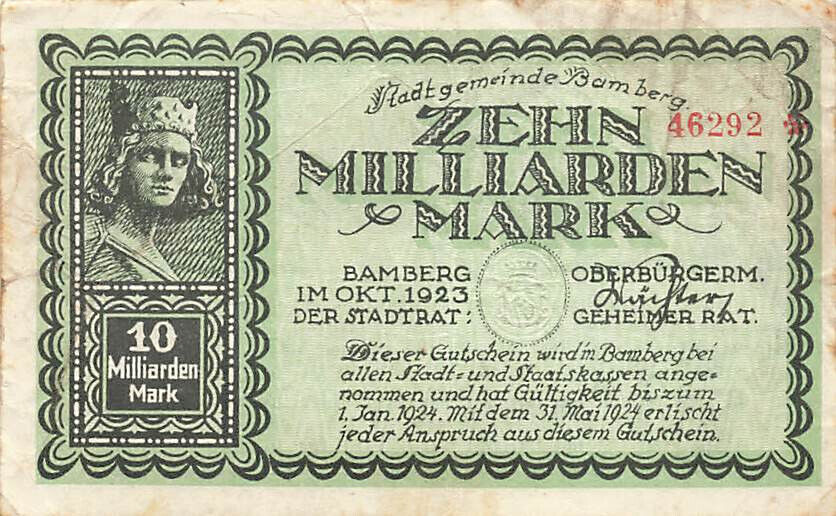 Stadtgemeinde Bamberg.
ZEHN
46292
MILLIARDEN
MARK
BAMBERG
IM OKT. 1923
DER STADTRAT:
OBERBÜRGERM.
Wächter
GEHEIMER RAT.
Dieser Gutschein wird in Bamberg bei
allen Stadt- und Staatskassen ange-
nommen und hat Gültigkeit bis zum
1. Jan. 1924. Mit dem 31. Mai 1924 erlischt
jeder Anspruch aus diesem Gutschein.
10
Milliarden
Mark